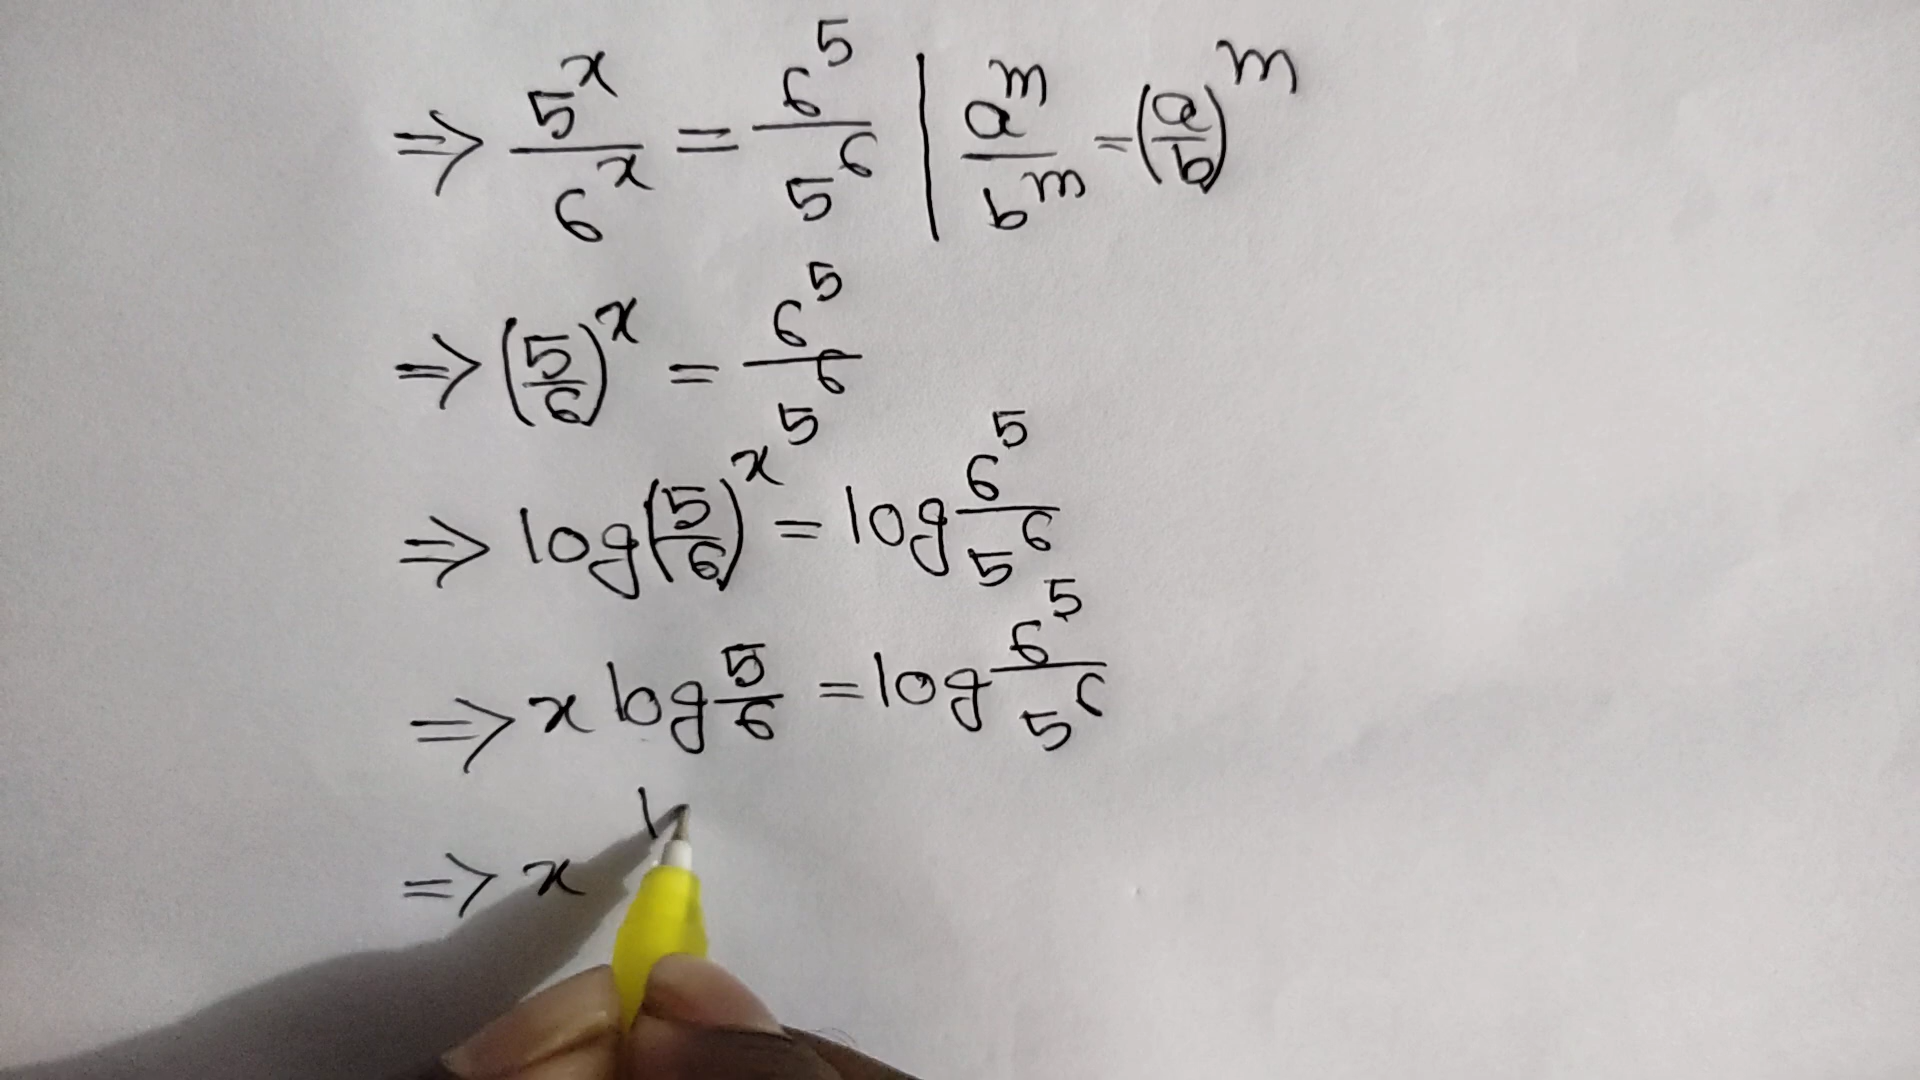 ⇒ 5^x/6^x = 6^5/5^6 | a^m/b^m = (a/b)^m
⇒ (5/6)^x = 6^5/5^6
⇒ log(5/6)^x = log 6^5/5^6
⇒ x log 5/6 = log 6^5/5^6
⇒ x l